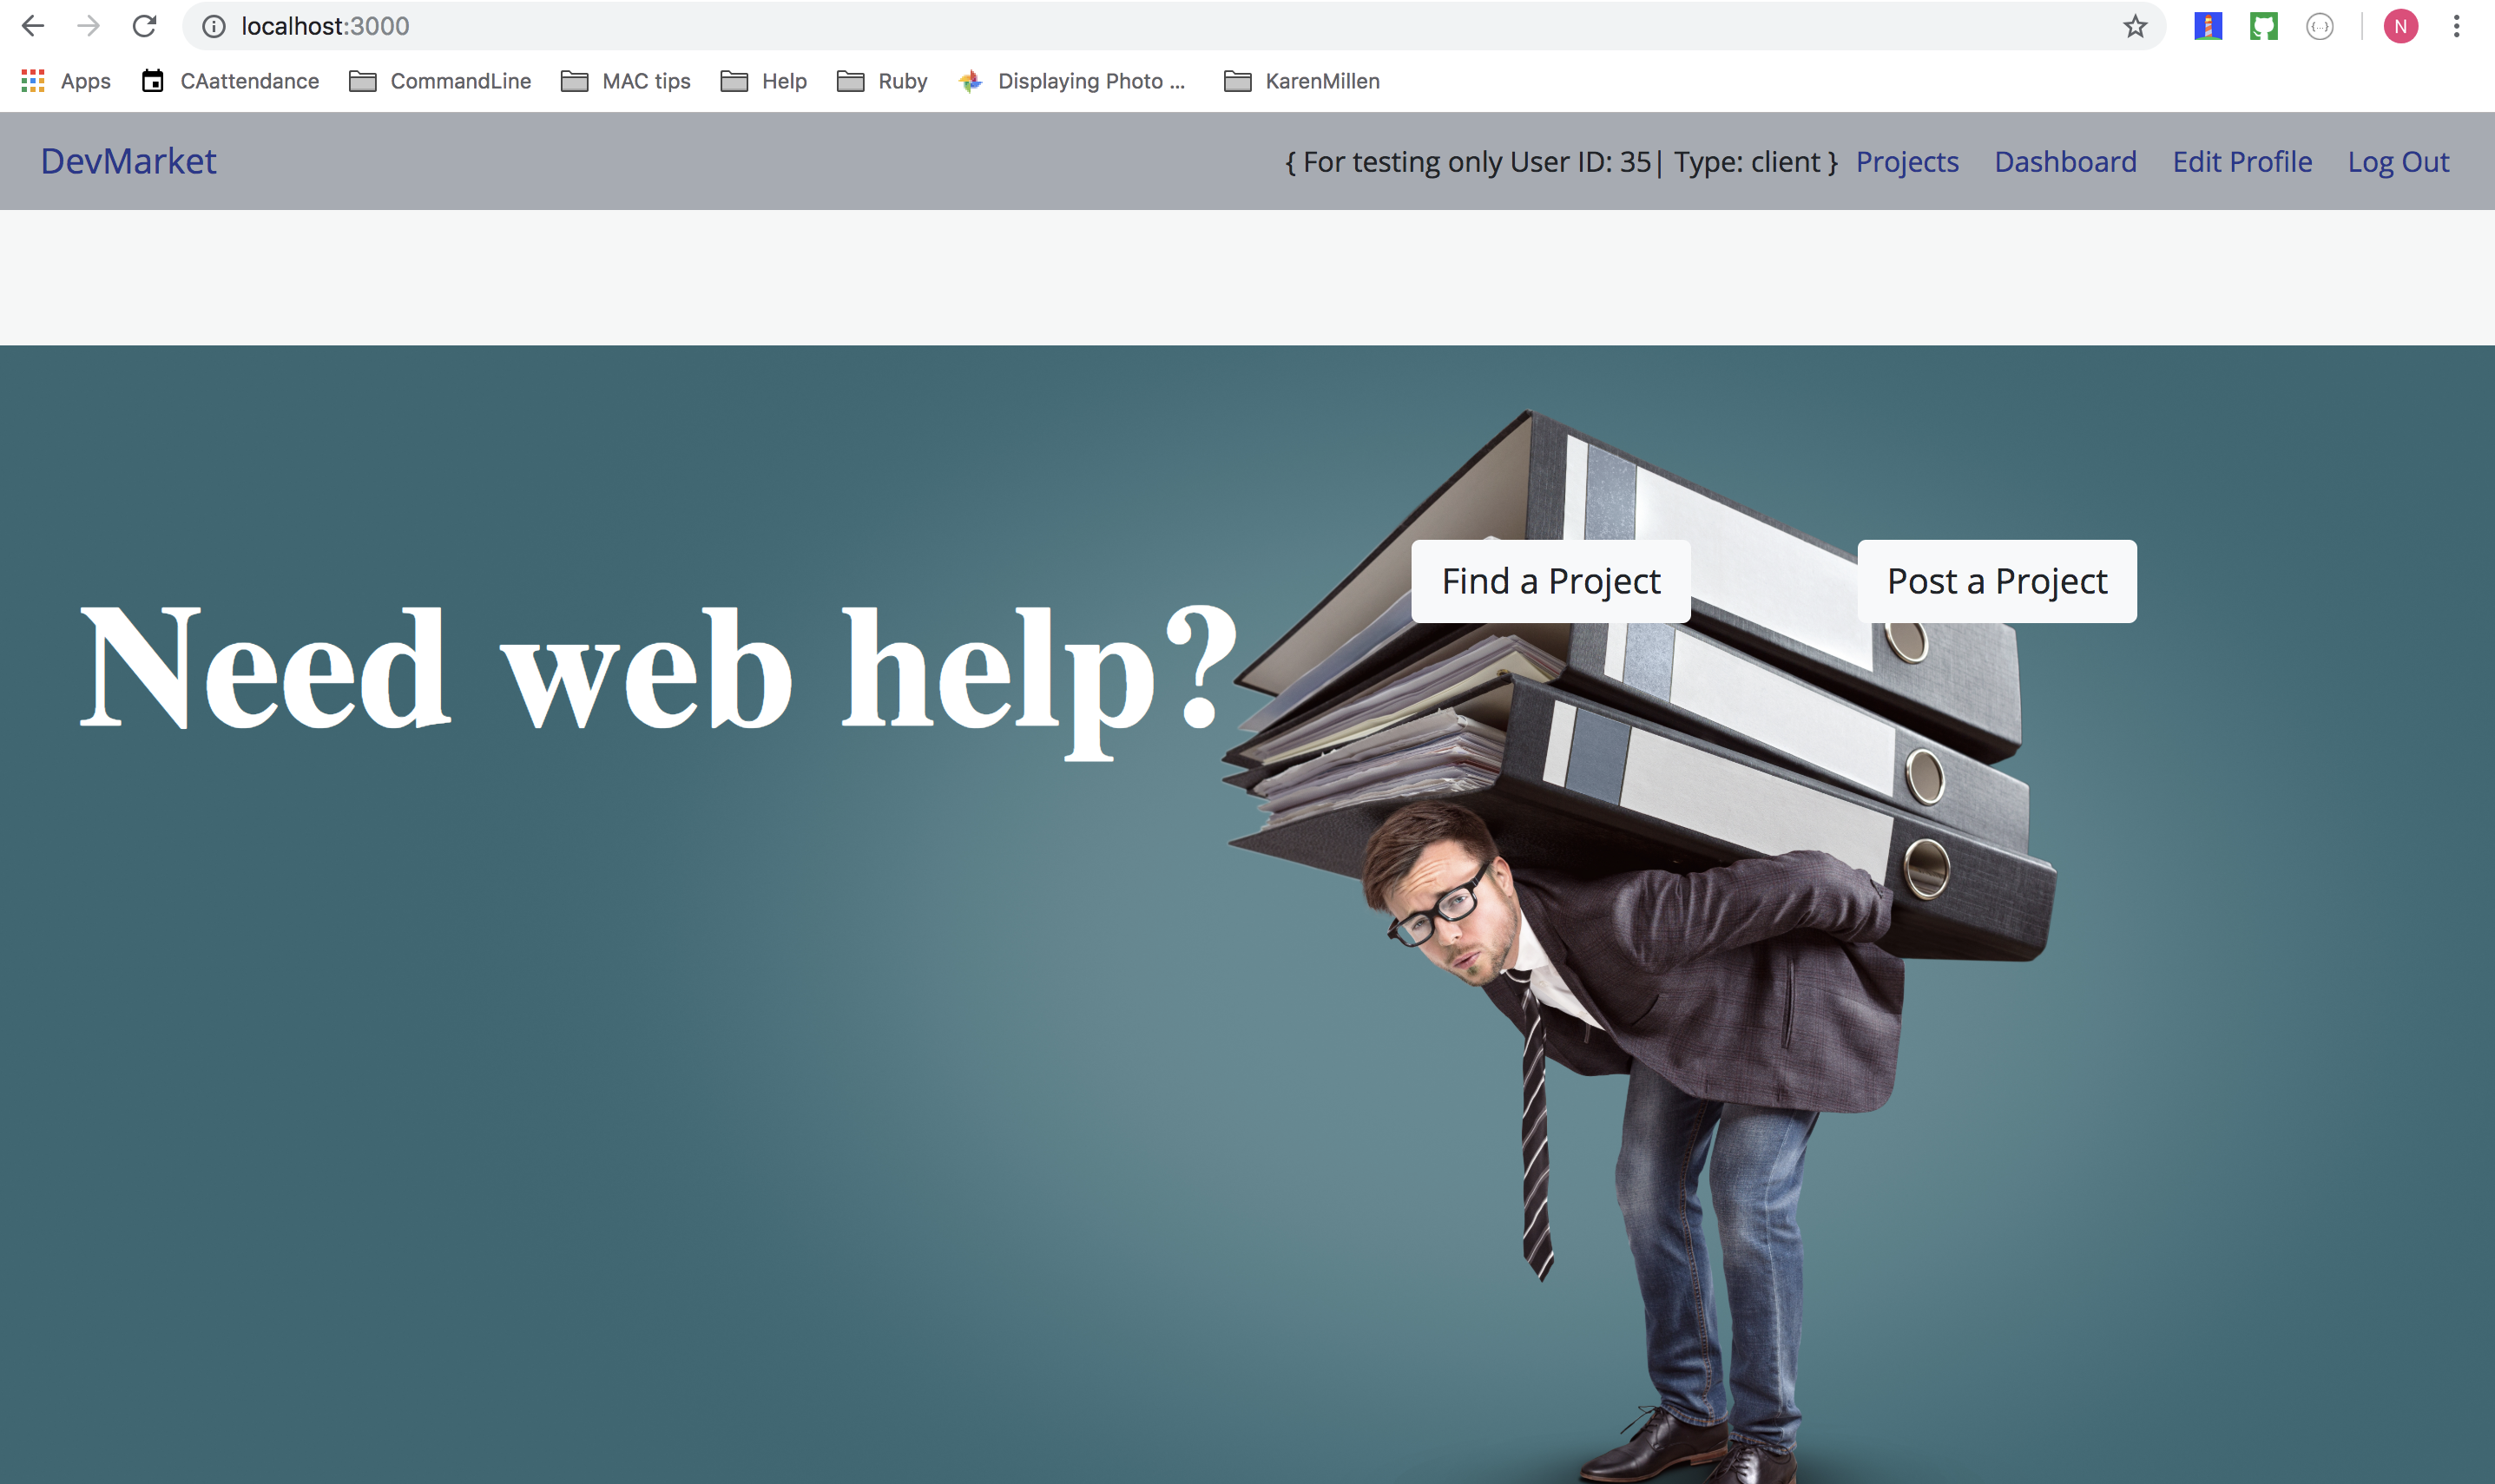 localhost:3000
N
Apps CAattendance CommandLine MAC tips Help Ruby Displaying Photo ... KarenMillen
DevMarket { For testing only User ID: 35| Type: client } Projects Dashboard Edit Profile Log Out
Find a Project Post a Project
Need web help?